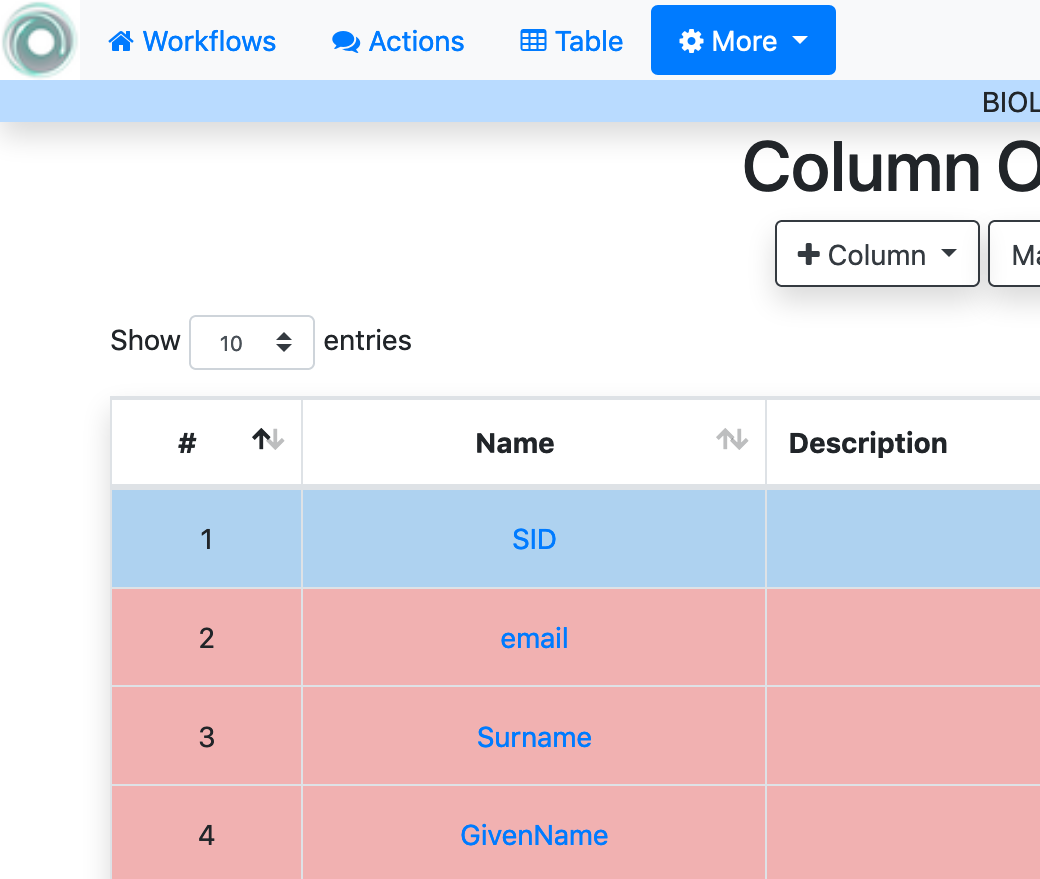 Workflows Actions Table More
BIOL
Column O
Column Ma
Show 10 entries
# Name Description
1 SID
2 email
3 Surname
4 GivenName